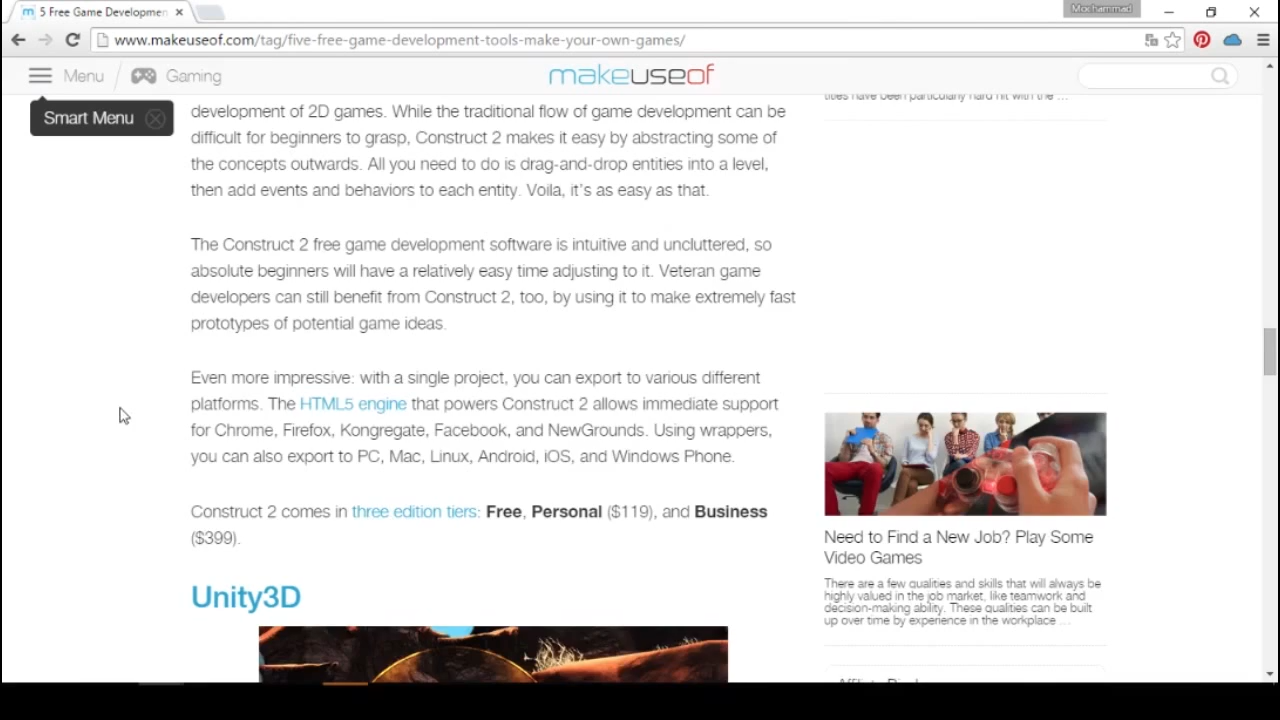 5 Free Game Developmen
Mochammad
www.makeuseof.com/tag/five-free-game-development-tools-make-your-own-games/
Menu
Gaming
makeuseof
Smart Menu
development of 2D games. While the traditional flow of game development can be
difficult for beginners to grasp, Construct 2 makes it easy by abstracting some of
the concepts outwards. All you need to do is drag-and-drop entities into a level,
then add events and behaviors to each entity. Voila, it's as easy as that.
The Construct 2 free game development software is intuitive and uncluttered, so
absolute beginners will have a relatively easy time adjusting to it. Veteran game
developers can still benefit from Construct 2, too, by using it to make extremely fast
prototypes of potential game ideas.
Even more impressive: with a single project, you can export to various different
platforms. The HTML5 engine that powers Construct 2 allows immediate support
for Chrome, Firefox, Kongregate, Facebook, and NewGrounds. Using wrappers,
you can also export to PC, Mac, Linux, Android, iOS, and Windows Phone.
Construct 2 comes in three edition tiers: Free, Personal ($119), and Business
($399).
Unity3D
titles have been particularly hard hit with the ...
Need to Find a New Job? Play Some
Video Games
There are a few qualities and skills that will always be
highly valued in the job market, like teamwork and
decision-making ability. These qualities can be built
up over time by experience in the workplace ...